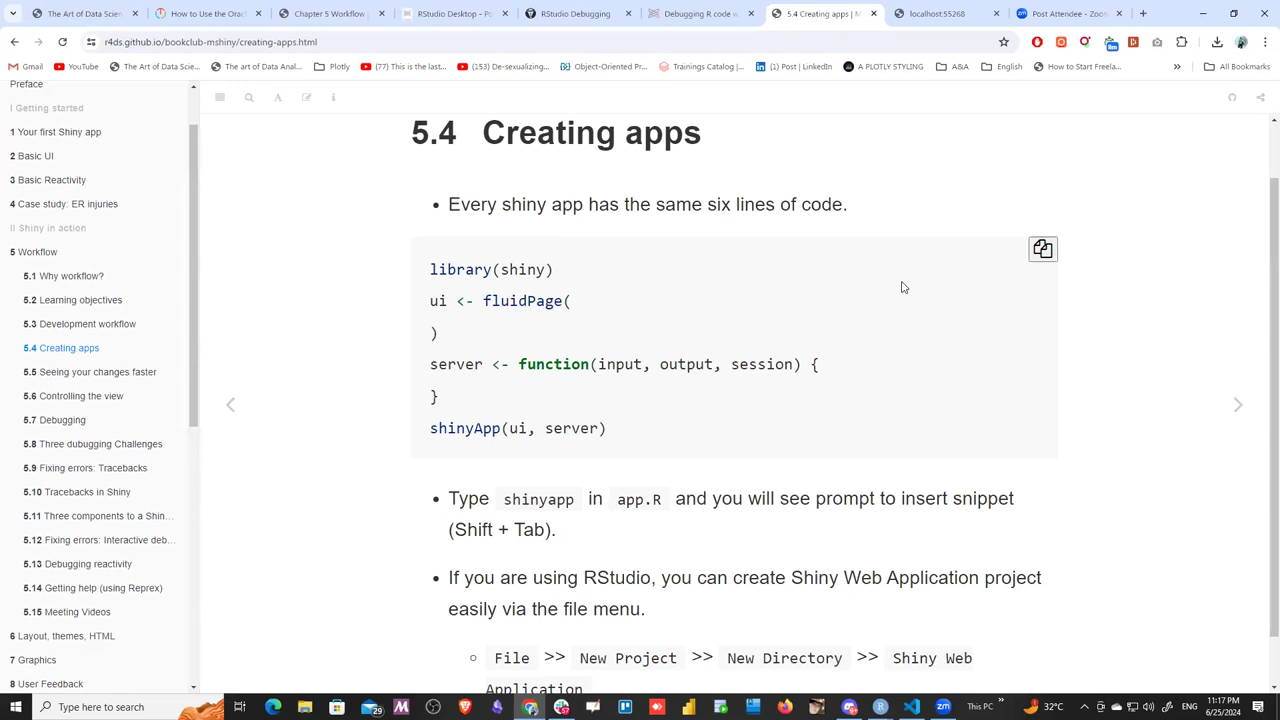 The Art of Data Scien
How to Use the Orac
Chapter 5 Workflow
RStudio Desktop - Po
RStudio Debugging
Debugging R code w
5.4 Creating apps | M
localhost:55268
Post Attendee - Zoon
r4ds.github.io/bookclub-mshiny/creating-apps.html
Gmail
YouTube
The Art of Data Scie...
The art of Data Anal...
Plotly
(77) This is the last...
(153) De-sexualizing...
Object-Oriented Pr...
Trainings Catalog |...
(1) Post | LinkedIn
A PLOTLY STYLING
A&A
English
How to Start Freela...
All Bookmarks
Preface
I Getting started
1 Your first Shiny app
2 Basic UI
3 Basic Reactivity
4 Case study: ER injuries
II Shiny in action
5 Workflow
5.1 Why workflow?
5.2 Learning objectives
5.3 Development workflow
5.4 Creating apps
5.5 Seeing your changes faster
5.6 Controlling the view
5.7 Debugging
5.8 Three dubugging Challenges
5.9 Fixing errors: Tracebacks
5.10 Tracebacks in Shiny
5.11 Three components to a Shin...
5.12 Fixing errors: Interactive deb...
5.13 Debugging reactivity
5.14 Getting help (using Reprex)
5.15 Meeting Videos
6 Layout, themes, HTML
7 Graphics
8 User Feedback
5.4 Creating apps
• Every shiny app has the same six lines of code.
library(shiny)
ui <- fluidPage(
)
server <- function(input, output, session) {
}
shinyApp(ui, server)
• Type shinyapp in app.R and you will see prompt to insert snippet
(Shift + Tab).
• If you are using RStudio, you can create Shiny Web Application project
easily via the file menu.
File >> New Project >> New Directory >> Shiny Web
Application
Type here to search
29
57
This PC
32°C
11:17 PM
6/25/2024